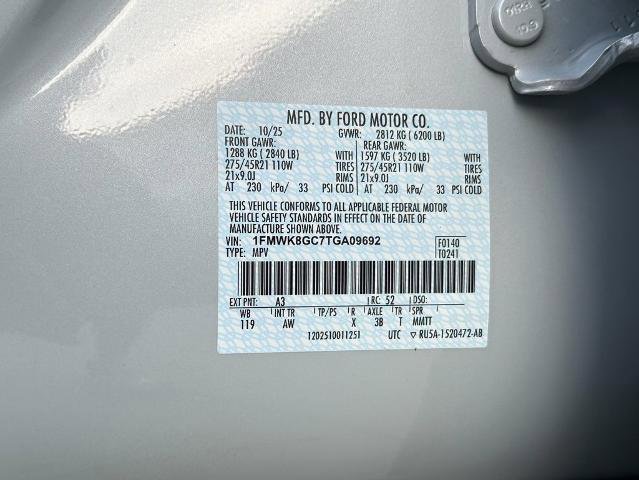 MFD. BY FORD MOTOR CO.
DATE: 10/25 GVWR: 2812 KG ( 6200 LB)
FRONT GAWR: REAR GAWR:
1288 KG ( 2840 LB) WITH 1597 KG ( 3520 LB) WITH
275/45R21 110W TIRES 275/45R21 110W TIRES
21x9.0J RIMS 21x9.0J RIMS
AT 230 kPa/ 33 PSI COLD AT 230 kPa/ 33 PSI COLD
THIS VEHICLE CONFORMS TO ALL APPLICABLE FEDERAL MOTOR
VEHICLE SAFETY STANDARDS IN EFFECT ON THE DATE OF
MANUFACTURE SHOWN ABOVE.
VIN: 1FMWK8GC7TGA09692 F0140
TYPE: MPV T0241
EXT PNT: A3 RC: 52 DSO:
WB INT TR TP/PS R AXLE TR SPR
119 AW X 3B T MMTT
1202510011251 UTC ▽ RU5A-1520472-AB